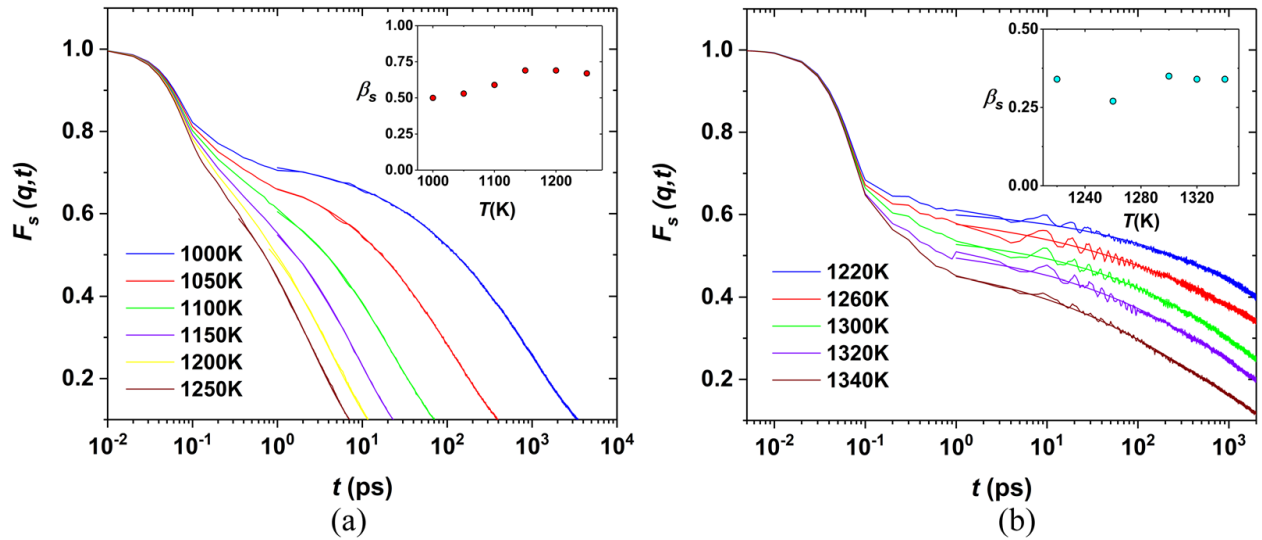 1.0
0.8
0.6
0.4
0.2
F_s (q,t)
10^-2
10^-1
10^0
10^1
10^2
10^3
10^4
t (ps)
1000K
1050K
1100K
1150K
1200K
1250K
1.00
0.75
0.50
0.25
0.00
β_s
1000
1100
1200
T(K)
(a)
1.0
0.8
0.6
0.4
0.2
F_s (q,t)
10^-2
10^-1
10^0
10^1
10^2
10^3
t (ps)
1220K
1260K
1300K
1320K
1340K
0.50
0.25
0.00
β_s
1240
1280
1320
T(K)
(b)